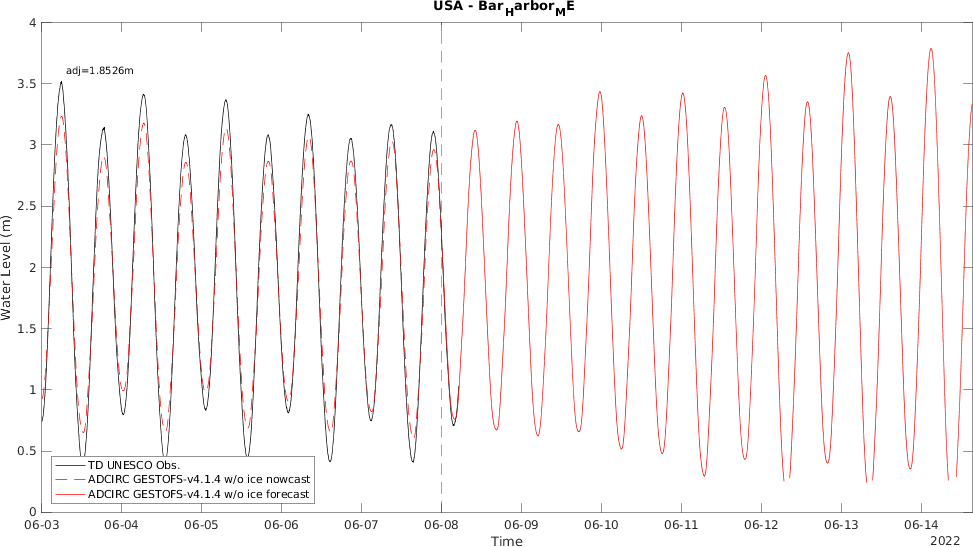 USA - Bar_Harbor_ME
4
3.5
3
2.5
2
1.5
1
0.5
0
Water Level (m)
adj=1.8526m
TD UNESCO Obs.
ADCIRC GESTOFS-v4.1.4 w/o ice nowcast
ADCIRC GESTOFS-v4.1.4 w/o ice forecast
06-03 06-04 06-05 06-06 06-07 06-08 06-09 06-10 06-11 06-12 06-13 06-14
Time
2022